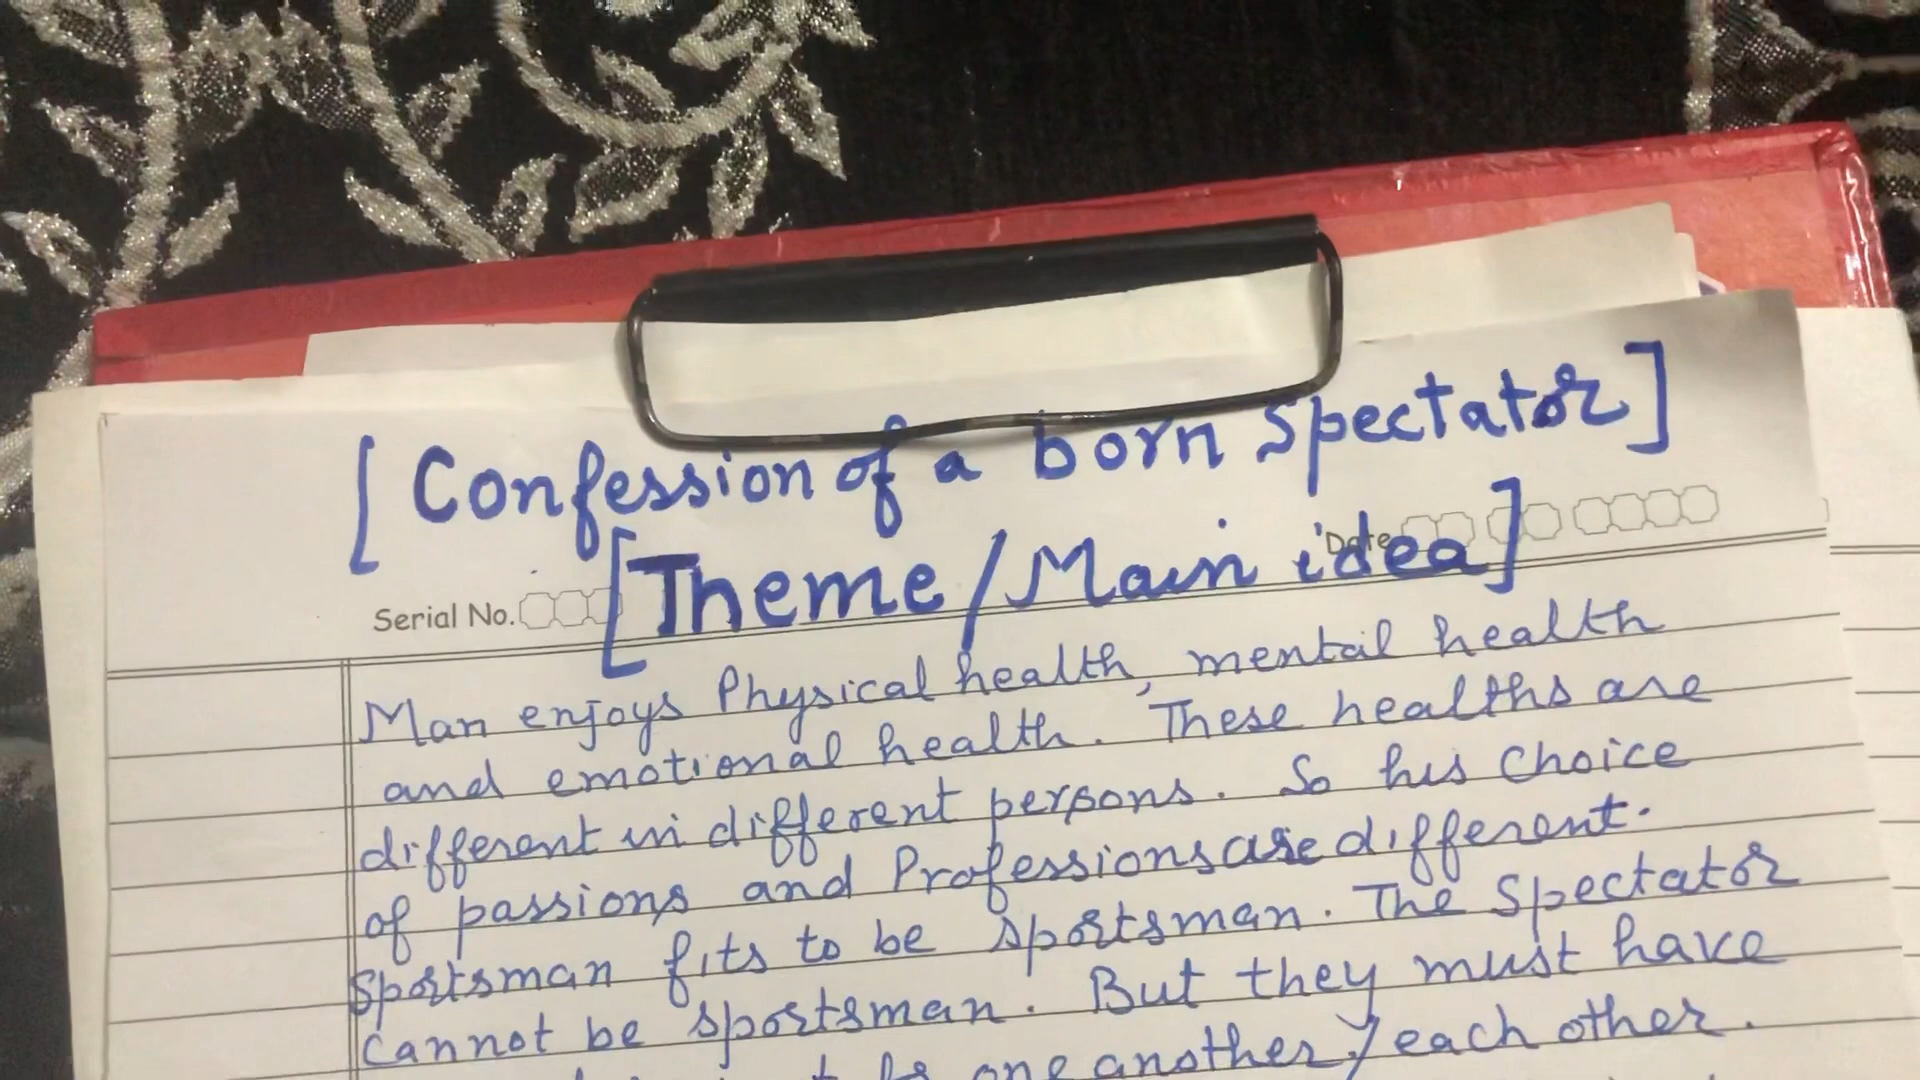 [Confession of a born spectator]
[Theme/Main idea]
Date
Serial No.
Man enjoys Physical health, mental health
and emotional health. These healths are
different in different persons. So his choice
of passions and Professions are different.
Sportsman fits to be sportsman. The Spectator
cannot be sportsman. But they must have
one another/each other.